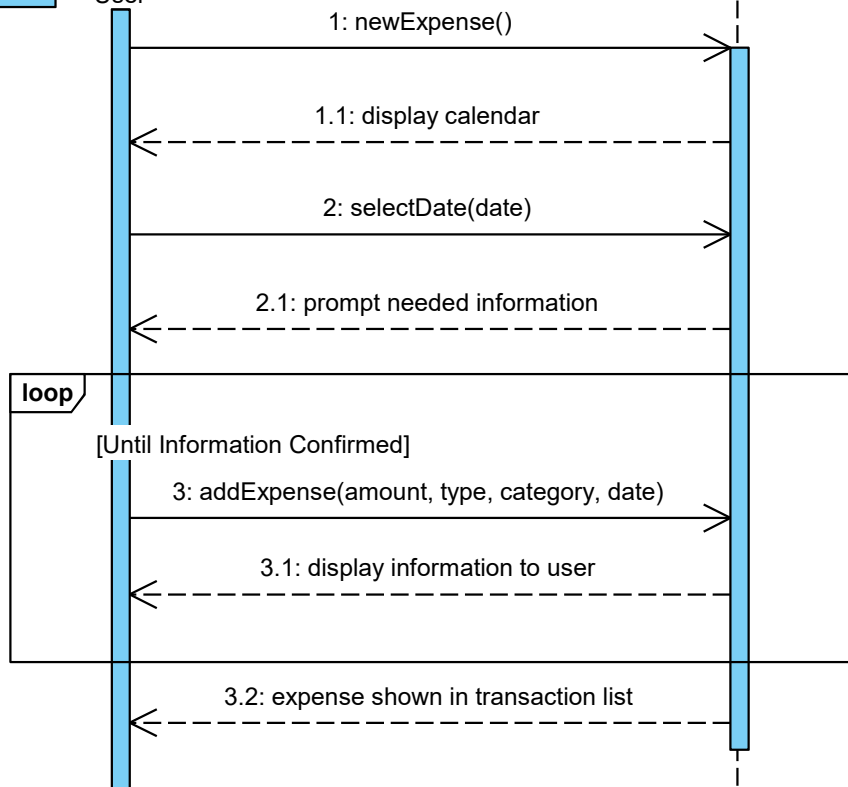 User
1: newExpense()
1.1: display calendar
2: selectDate(date)
2.1: prompt needed information
loop
[Until Information Confirmed]
3: addExpense(amount, type, category, date)
3.1: display information to user
3.2: expense shown in transaction list